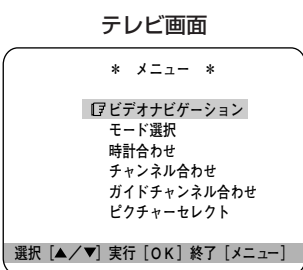 テレビ画面
* メニュー *
☞ビデオナビゲーション
モード選択
時計合わせ
チャンネル合わせ
ガイドチャンネル合わせ
ピクチャーセレクト
選択 [▲/▼] 実行 [OK] 終了 [メニュー]